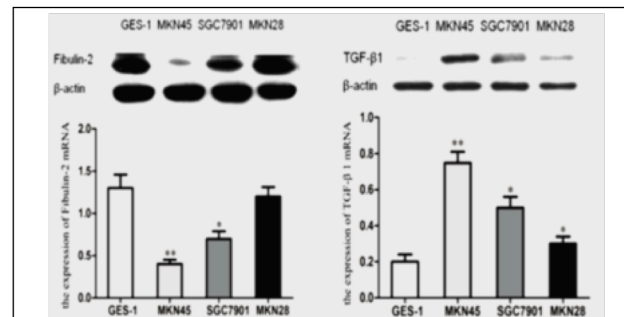 GES-1 MKN45 SGC7901 MKN28
Fibulin-2
β-actin
the expression of Fibulin-2 mRNA
2.0
1.5
1.0
0.5
0.0
**
*
GES-1 MKN45 SGC7901 MKN28
GES-1 MKN45 SGC7901 MKN28
TGF-β1
β-actin
the expression of TGF-β 1 mRNA
1.0
0.8
0.6
0.4
0.2
0.0
**
*
*
GES-1 MKN45 SGC7901 MKN28